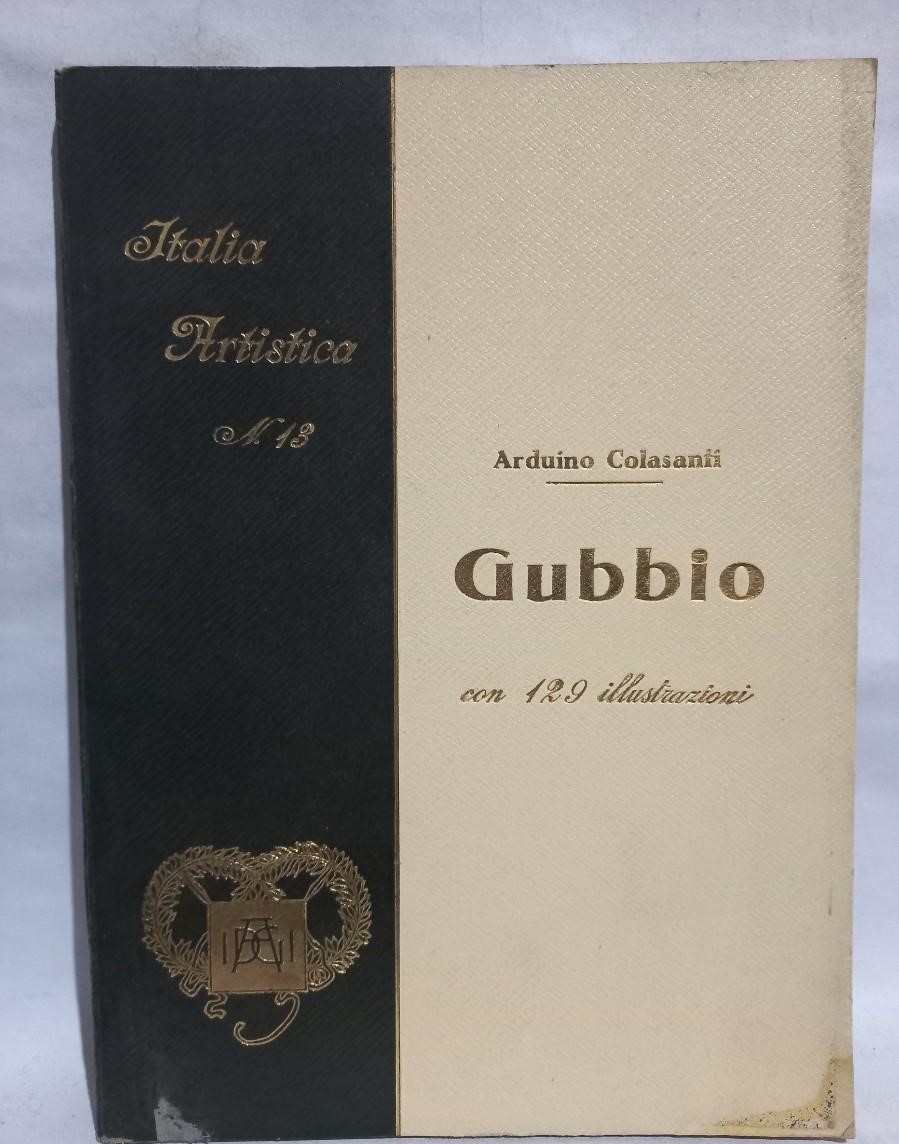 Italia
Artistica
N. 13
Arduino Colasanti
Gubbio
con 129 illustrazioni